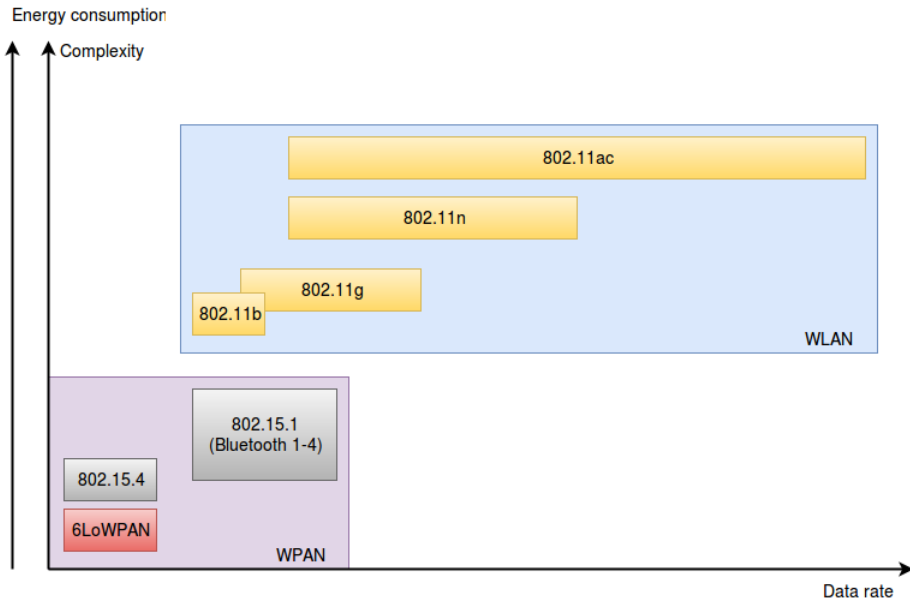 Energy consumption
Complexity
802.11ac
802.11n
802.11g
802.11b
WLAN
802.15.1
(Bluetooth 1-4)
802.15.4
6LoWPAN
WPAN
Data rate